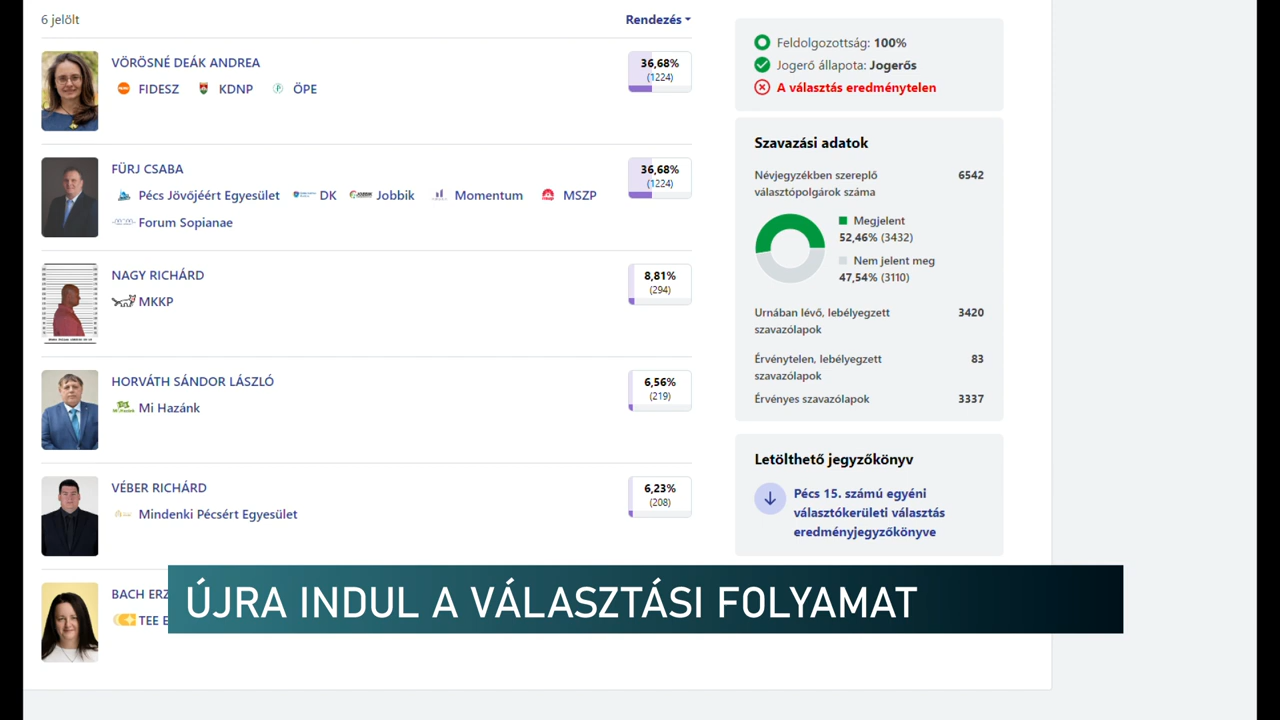 6 jelölt
Rendezés
VÖRÖSNÉ DEÁK ANDREA
FIDESZ KDNP ÖPE
36,68%
(1224)
FÜRJ CSABA
Pécs Jövőjéért Egyesület DK Jobbik Momentum MSZP
Forum Sopianae
36,68%
(1224)
NAGY RICHÁRD
MKKP
8,81%
(294)
HORVÁTH SÁNDOR LÁSZLÓ
Mi Hazánk
6,56%
(219)
VÉBER RICHÁRD
Mindenki Pécsért Egyesület
6,23%
(208)
BACH ERZ
TEE E
Feldolgozottság: 100%
Jogerő állapota: Jogerős
A választás eredménytelen
Szavazási adatok
Névjegyzékben szereplő
választópolgárok száma
6542
Megjelent
52,46% (3432)
Nem jelent meg
47,54% (3110)
Urnában lévő, lebélyegzett
szavazólapok
3420
Érvénytelen, lebélyegzett
szavazólapok
83
Érvényes szavazólapok
3337
Letölthető jegyzőkönyv
Pécs 15. számú egyéni
választókerületi választás
eredményjegyzőkönyve
ÚJRA INDUL A VÁLASZTÁSI FOLYAMAT